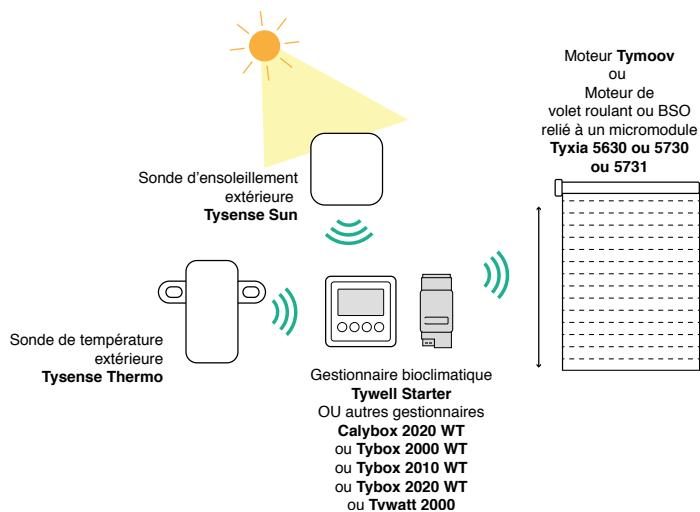 Moteur Tymoov
ou
Moteur de
volet roulant ou BSO
relié à un micromodule
Tyxia 5630 ou 5730
ou 5731
Sonde d'ensoleillement
extérieure
Tysense Sun
Sonde de température
extérieure
Tysense Thermo
Gestionnaire bioclimatique
Tywell Starter
OU autres gestionnaires
Calybox 2020 WT
ou Tybox 2000 WT
ou Tybox 2010 WT
ou Tybox 2020 WT
ou Tywatt 2000